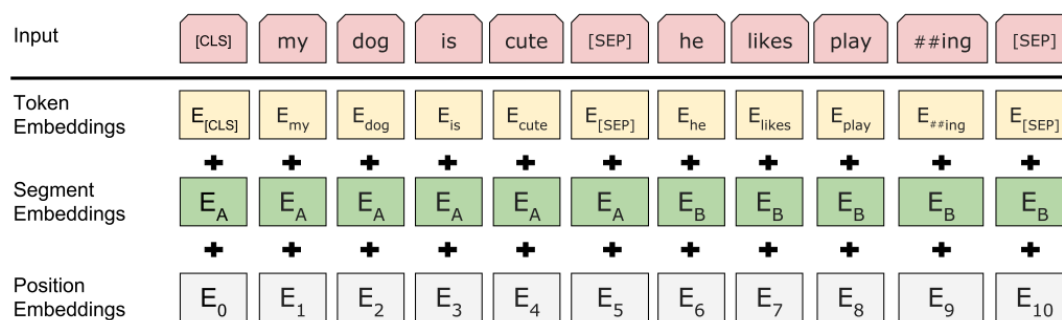 Input [CLS] my dog is cute [SEP] he likes play ##ing [SEP]
Token
Embeddings E[CLS] Emy Edog Eis Ecute E[SEP] Ehe Elikes Eplay E##ing E[SEP]
+ + + + + + + + + + +
Segment
Embeddings EA EA EA EA EA EA EB EB EB EB EB
+ + + + + + + + + + +
Position
Embeddings E0 E1 E2 E3 E4 E5 E6 E7 E8 E9 E10